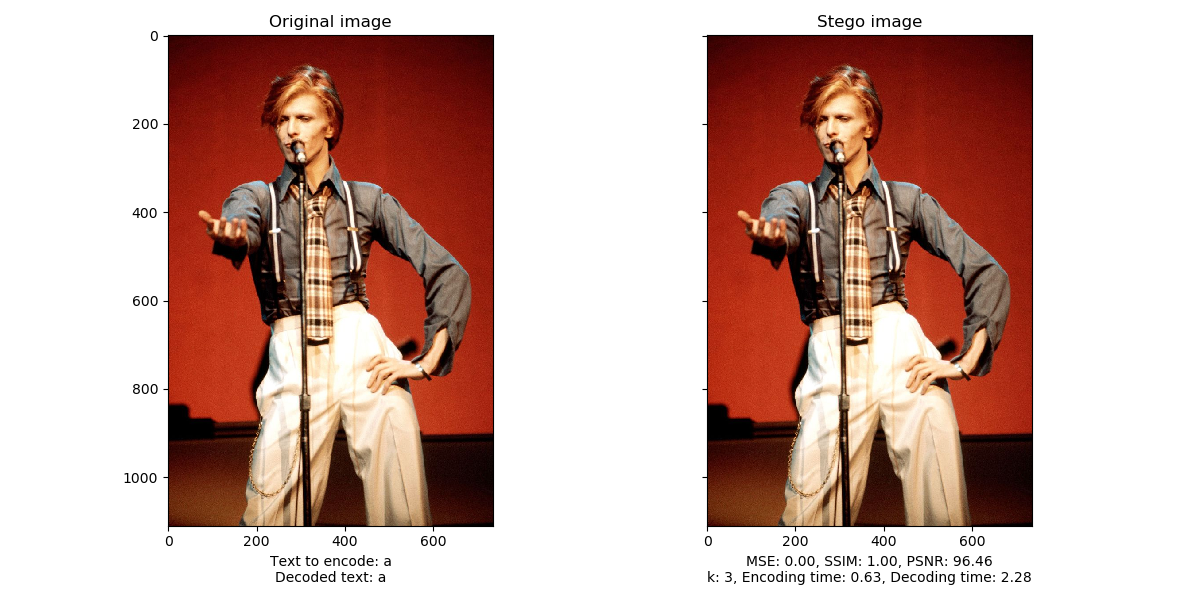 Original image
Stego image
0
200
400
600
800
1000
0
200
400
600
0
200
400
600
Text to encode: a
Decoded text: a
MSE: 0.00, SSIM: 1.00, PSNR: 96.46
k: 3, Encoding time: 0.63, Decoding time: 2.28